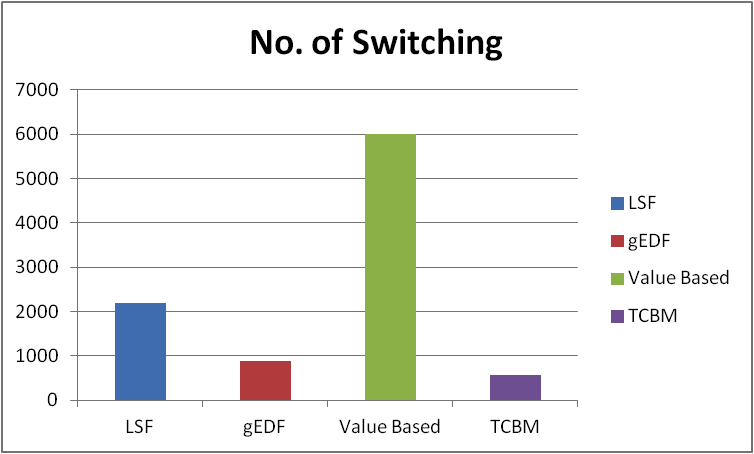 No. of Switching
7000
6000
5000
4000
3000
2000
1000
0
LSF
gEDF
Value Based
TCBM
LSF
gEDF
Value Based
TCBM